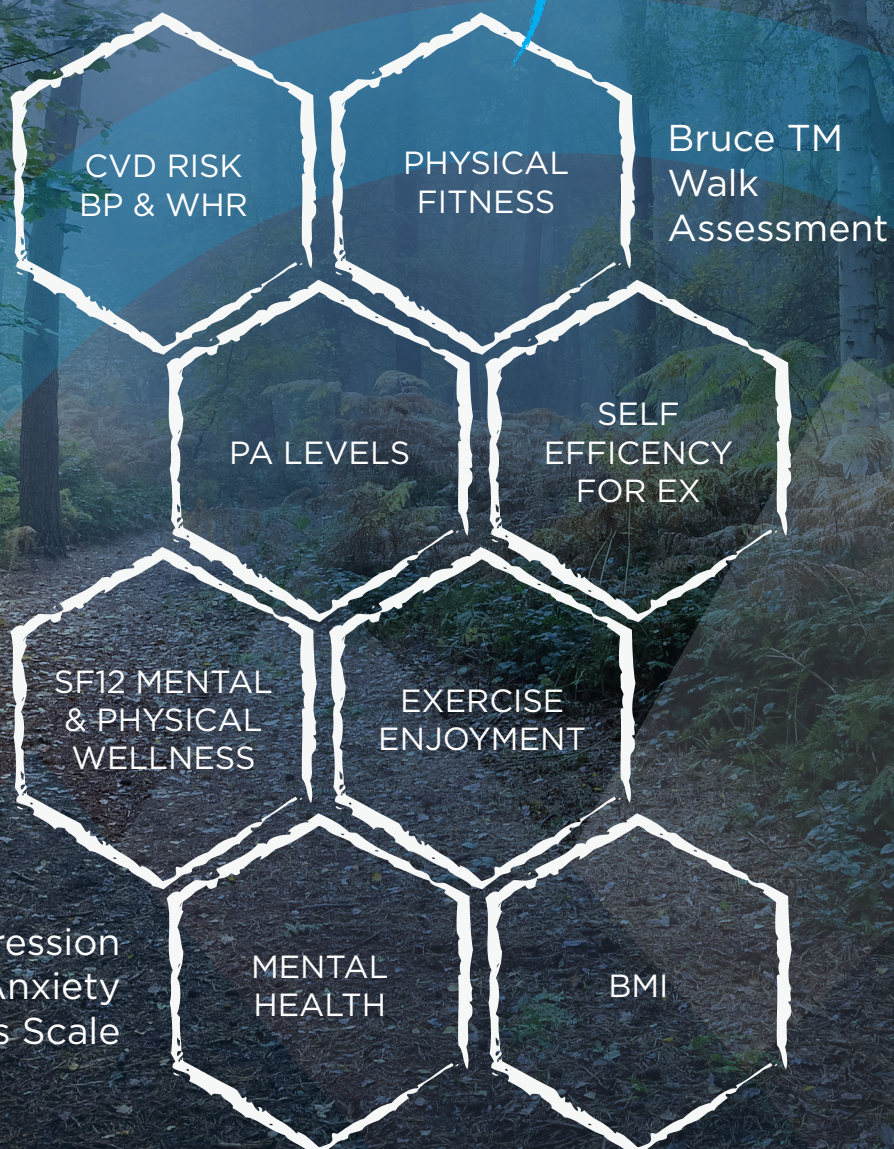 CVD RISK
BP & WHR
PHYSICAL
FITNESS
Bruce TM
Walk
Assessment
PA LEVELS
SELF
EFFICENCY
FOR EX
SF12 MENTAL
& PHYSICAL
WELLNESS
EXERCISE
ENJOYMENT
ression
Anxiety
s Scale
MENTAL
HEALTH
BMI